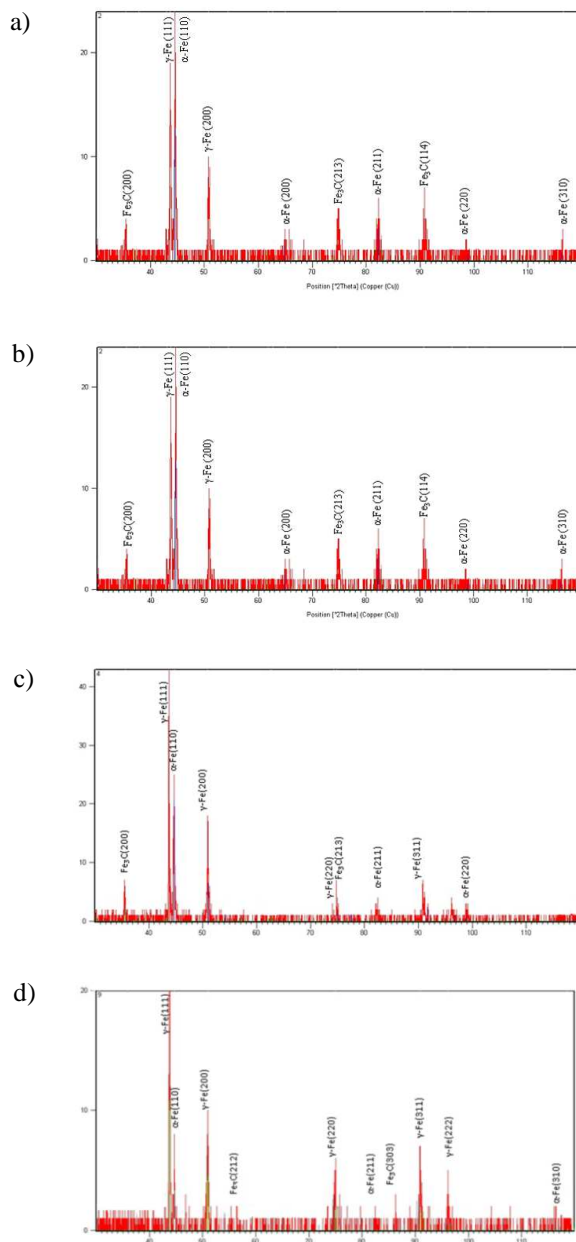 a)
2
20
10
0
Fe₃C(200)
γ-Fe (111)
α-Fe(110)
γ-Fe (200)
α-Fe (200)
Fe₃C(213)
α-Fe (211)
Fe₃C(114)
α-Fe (220)
α-Fe (310)
40 50 60 70 80 90 100 110
Position [°2Theta] (Copper (Cu))
b)
2
20
10
0
Fe₃C(200)
γ-Fe (111)
α-Fe(110)
γ-Fe (200)
α-Fe (200)
Fe₃C(213)
α-Fe (211)
Fe₃C(114)
α-Fe (220)
α-Fe (310)
40 50 60 70 80 90 100 110
Position [°2Theta] (Copper (Cu))
c)
4
40
30
20
10
0
Fe₃C(200)
γ-Fe(111)
α-Fe(110)
γ-Fe(200)
γ-Fe(220)
Fe₃C(213)
α-Fe(211)
γ-Fe(311)
α-Fe(220)
40 50 60 70 80 90 100 110
d)
9
20
15
10
5
0
γ-Fe(111)
α-Fe(110)
γ-Fe(200)
γ-Fe(220)
α-Fe(211)
Fe₃C(303)
γ-Fe(311)
γ-Fe(222)
α-Fe(310)
40 50 60 70 80 90 100 110